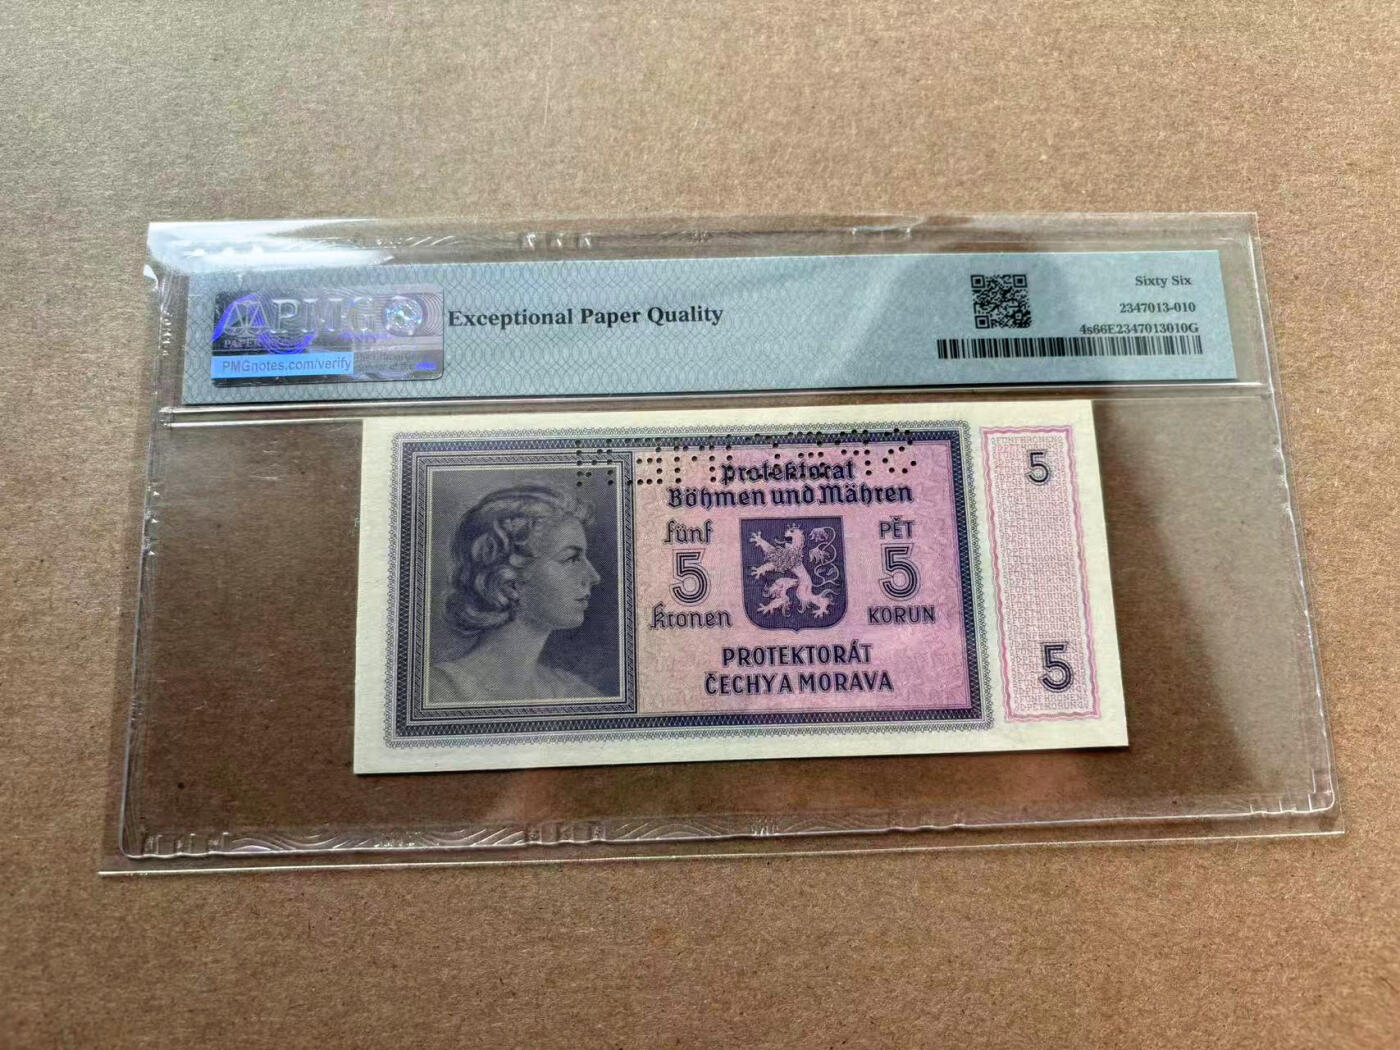 PMG
PMGnotes.com/verify
Exceptional Paper Quality
Sixty Six
2347013-010
4s66E2347013010G
Protektorat
Böhmen und Mähren
fünf
5
Kronen
PĚT
5
KORUN
PROTEKTORÁT
ČECHY A MORAVA
5
5